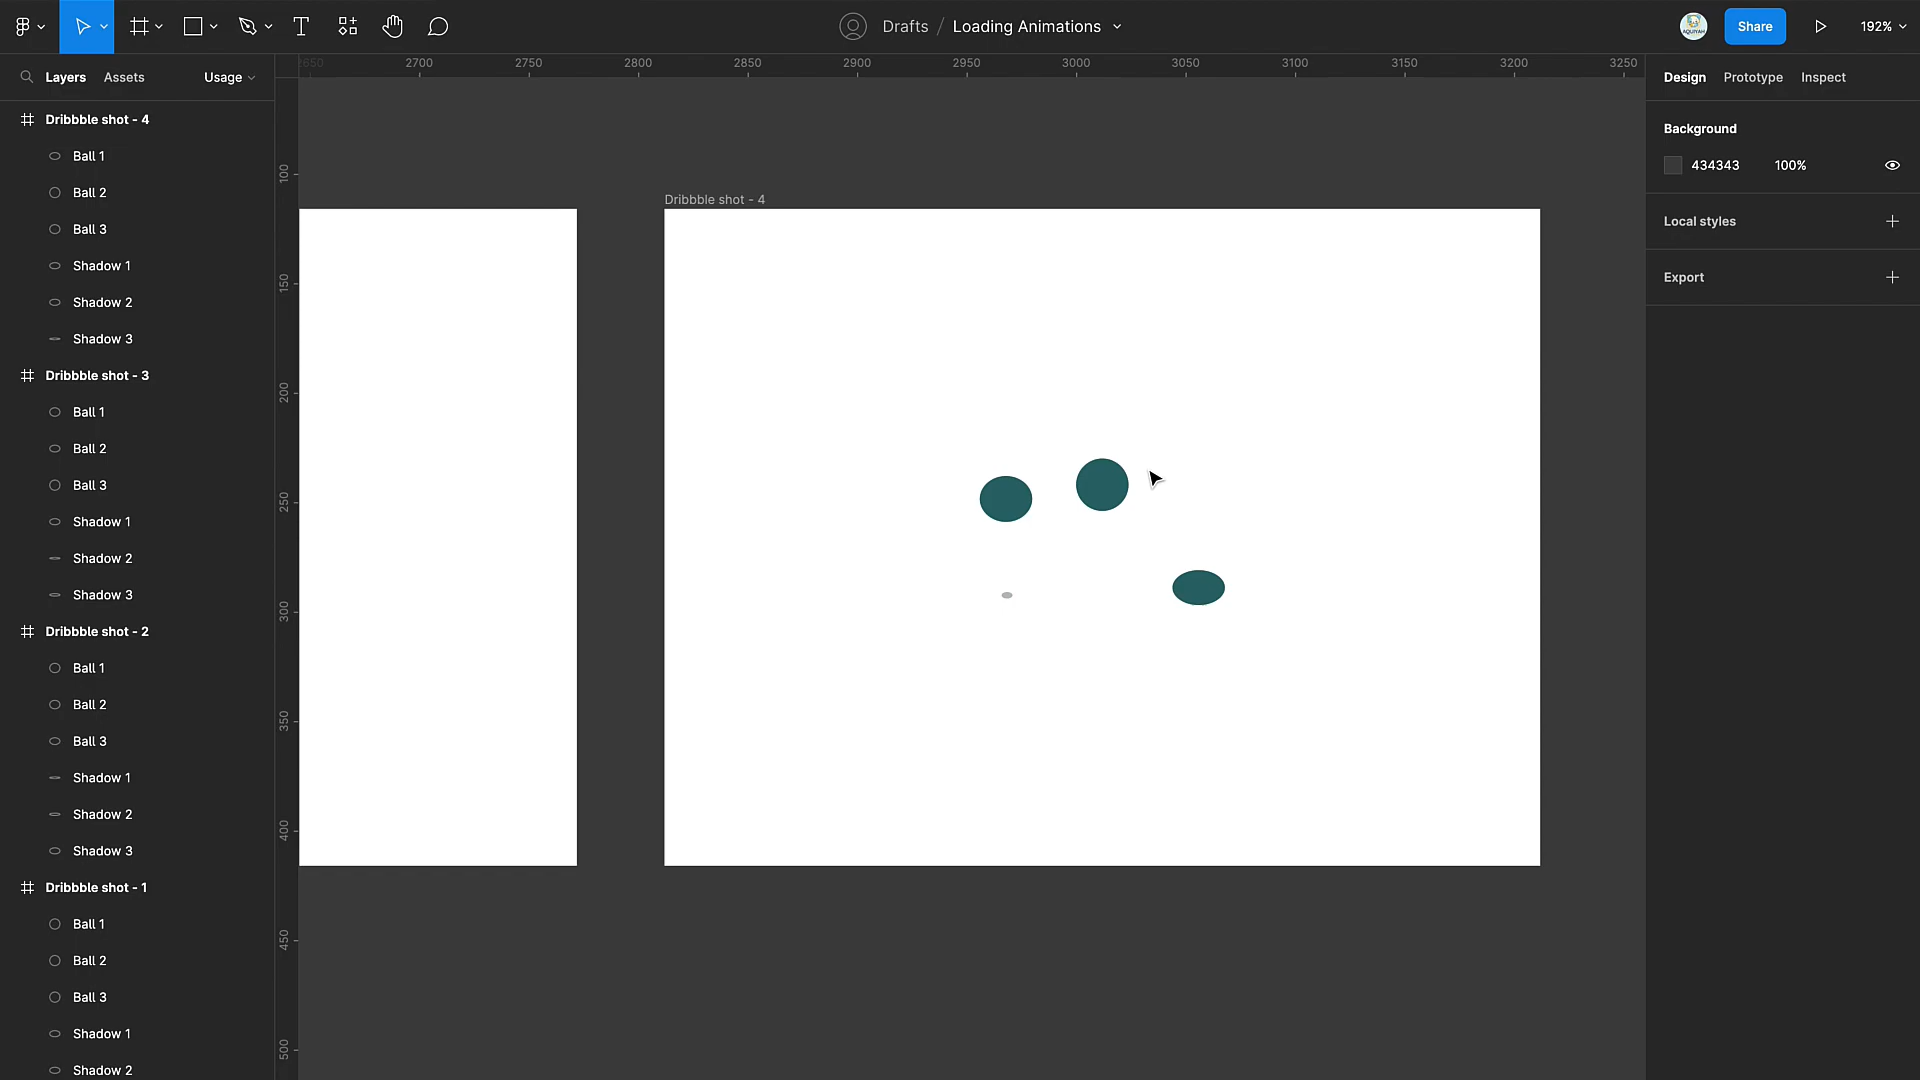 Drafts / Loading Animations
Share
192%
Layers
Assets
Usage
Dribbble shot - 4
Ball 1
Ball 2
Ball 3
Shadow 1
Shadow 2
Shadow 3
Dribbble shot - 3
Ball 1
Ball 2
Ball 3
Shadow 1
Shadow 2
Shadow 3
Dribbble shot - 2
Ball 1
Ball 2
Ball 3
Shadow 1
Shadow 2
Shadow 3
Dribbble shot - 1
Ball 1
Ball 2
Ball 3
Shadow 1
Shadow 2
2650 2700 2750 2800 2850 2900 2950 3000 3050 3100 3150 3200 3250
100
150
200
250
300
350
400
450
500
Dribbble shot - 4
Design
Prototype
Inspect
Background
434343 100%
Local styles
Export